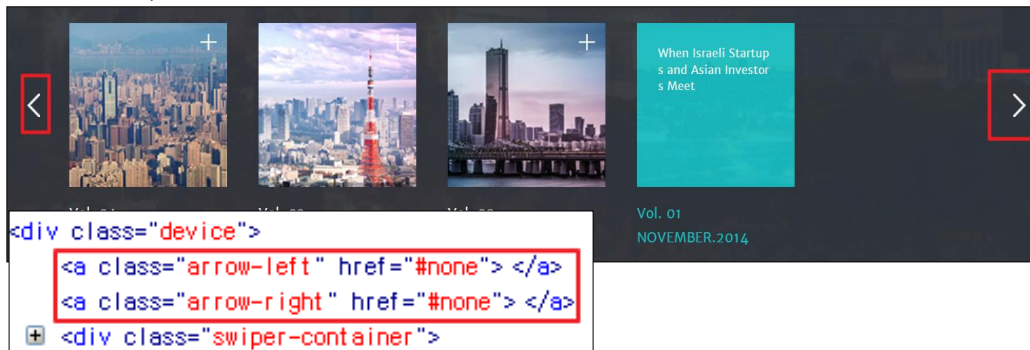 When Israeli Startup
s and Asian Investor
s Meet
Vol. 01
NOVEMBER.2014
<div class="device">
<a class="arrow-left" href="#none"> </a>
<a class="arrow-right" href="#none"> </a>
<div class="swiper-container">